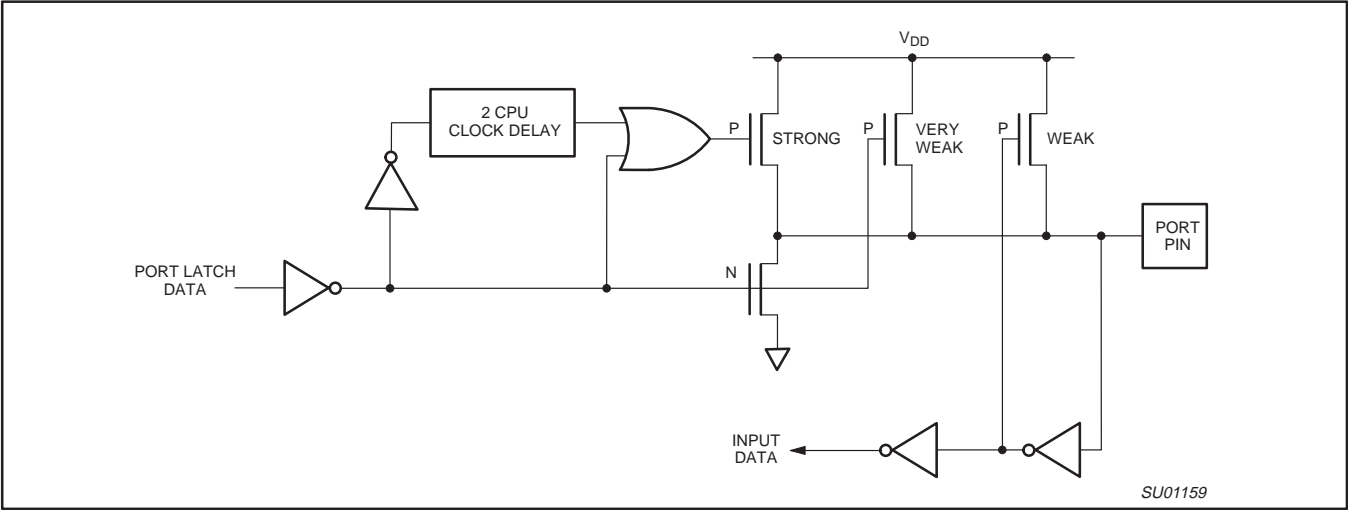 VDD
2 CPU
CLOCK DELAY
P
STRONG
P
VERY
WEAK
P
WEAK
PORT
PIN
PORT LATCH
DATA
N
INPUT
DATA
SU01159